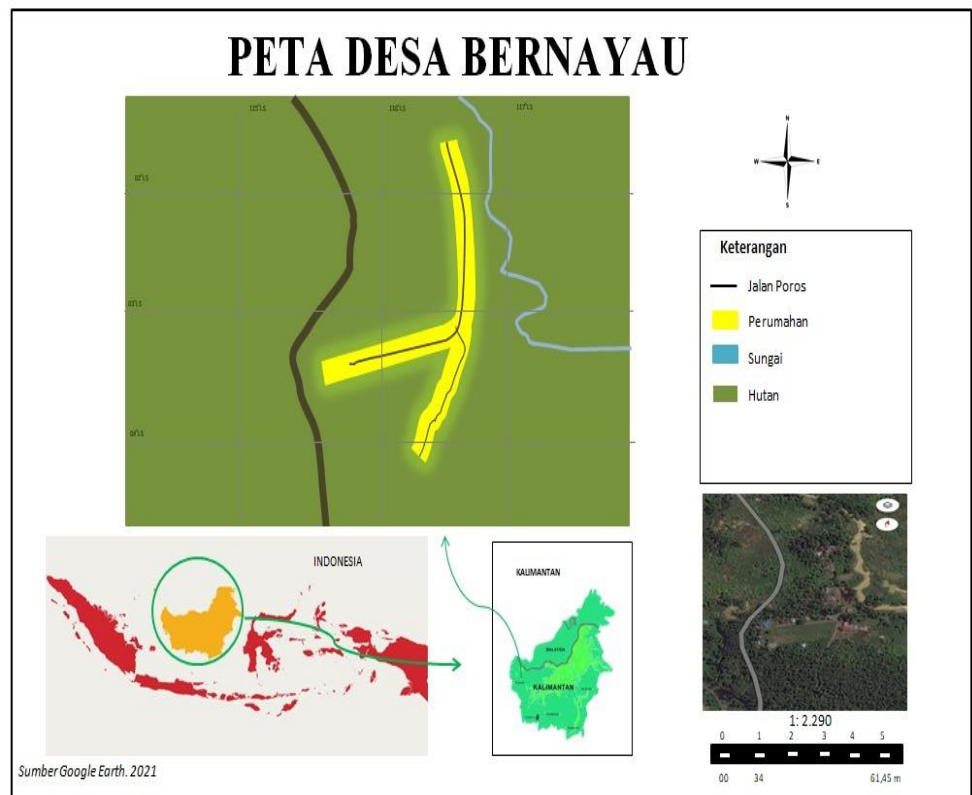 PETA DESA BERNAYAU
N
W E
S
Keterangan
Jalan Poros
Perumahan
Sungai
Hutan
INDONESIA
KALIMANTAN
KALIMANTAN
1: 2.290
0 1 2 3 4 5
00 34 61,45 m
Sumber Google Earth. 2021